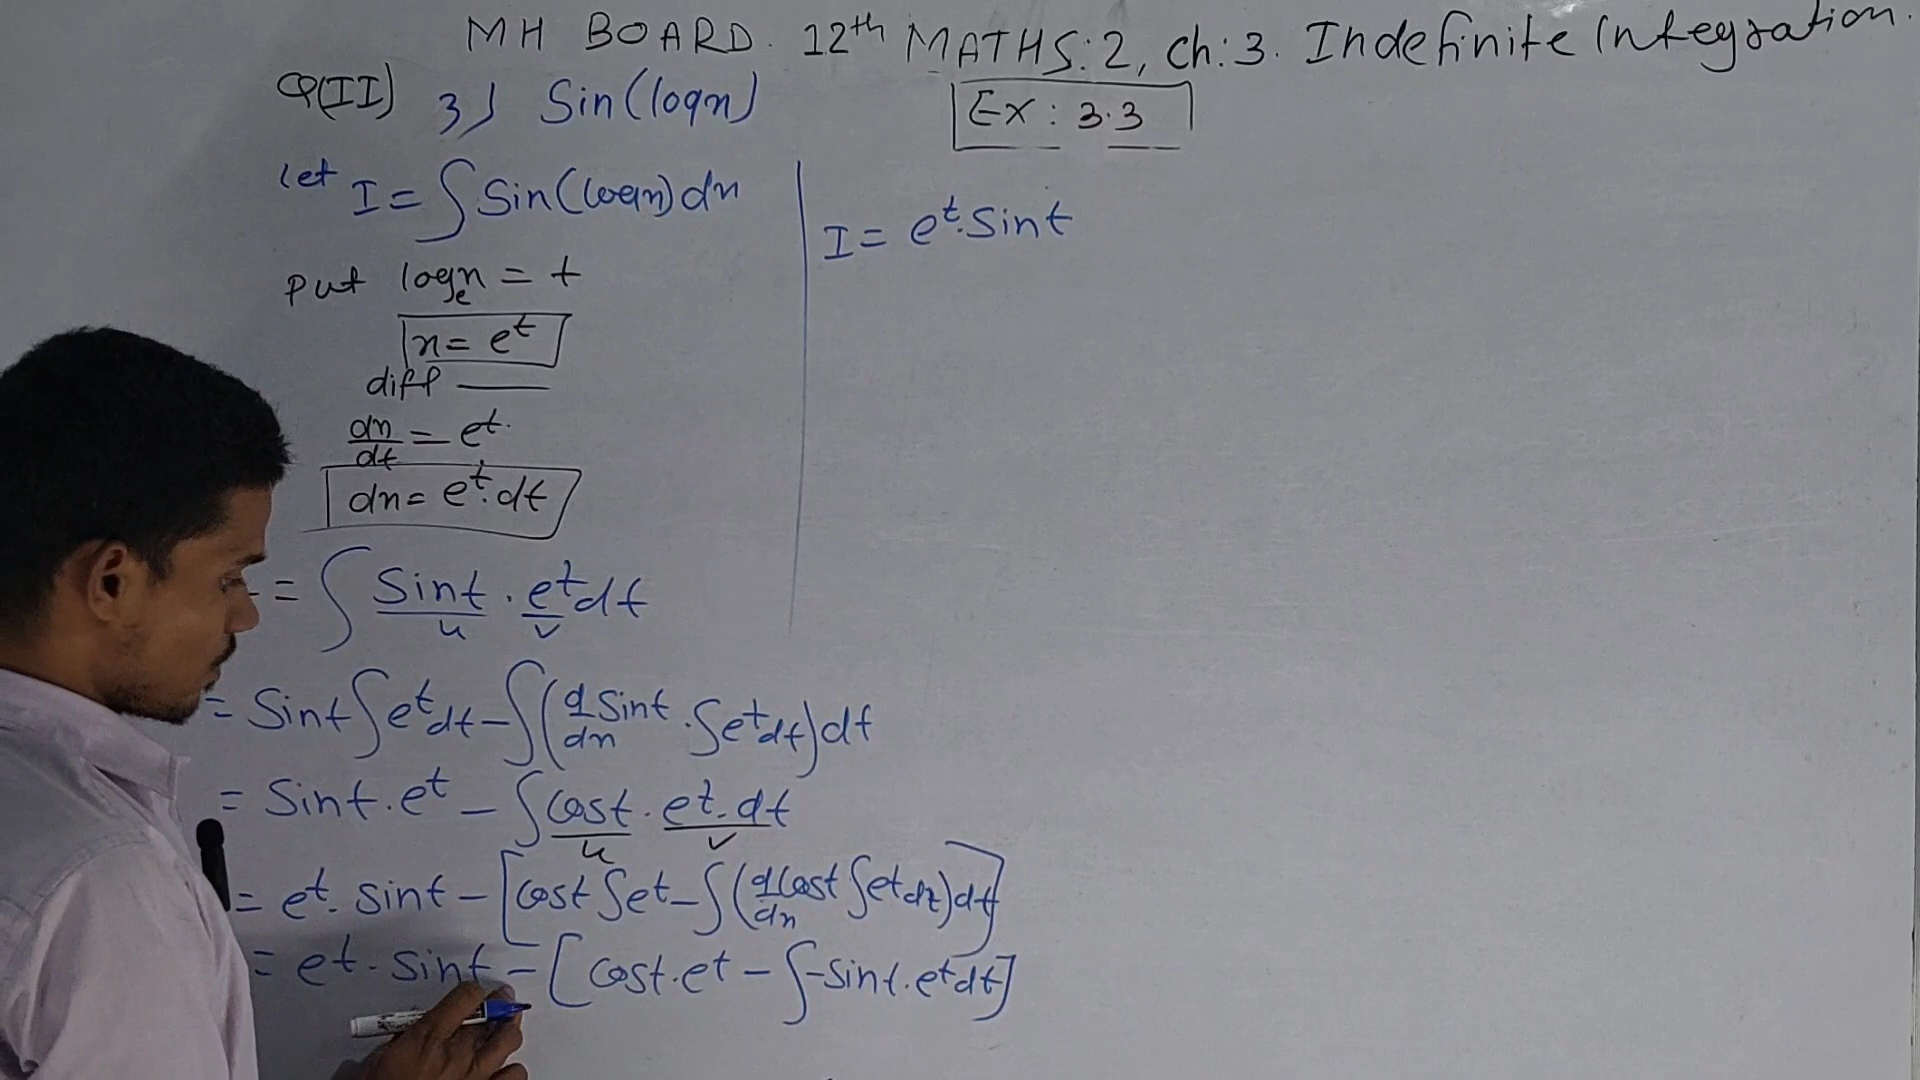 MH BOARD. 12th MATHS:2, Ch:3. Indefinite Integration.
Q(II) 3) Sin(logx)
Ex: 3.3
Let I = ∫ Sin(logx) dx
Put logₑx = t
x = e^t
diff —
dx/dt = e^t.
dx = e^t. dt
= ∫ Sint . e^t dt
u v
= Sint ∫ e^t dt - ∫ (d/dx Sint . ∫ e^t dt) dt
= Sint . e^t - ∫ cost . e^t . dt
u v
= e^t . sint - [cost ∫ e^t - ∫ (d/dx cost ∫ e^t dt) dt]
= e^t . sint - [cost . e^t - ∫ -sint . e^t dt]
I = e^t . Sint